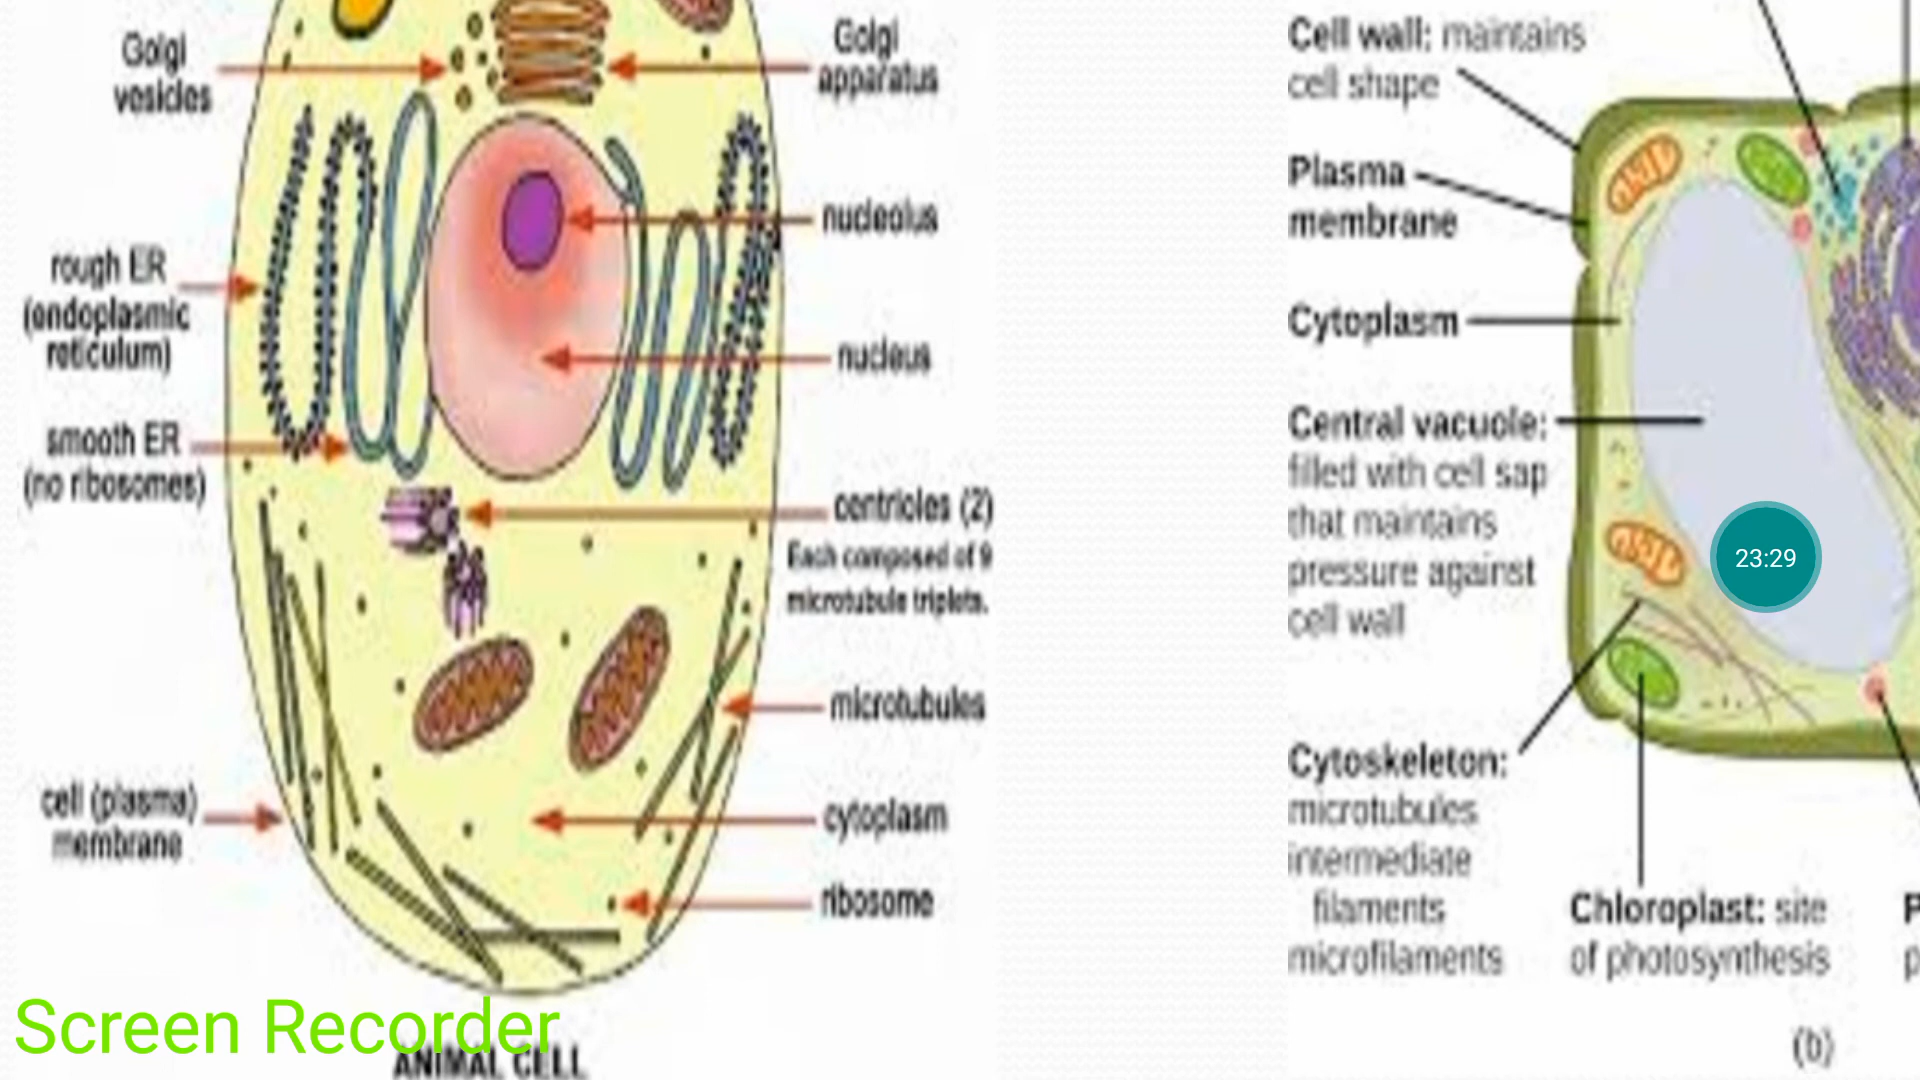 Golgi
vesicles
Golgi
apparatus
nucleolus
rough ER
(endoplasmic
reticulum)
nucleus
smooth ER
(no ribosomes)
centrioles (2)
Each composed of 9
microtubule triplets.
microtubules
cell (plasma)
membrane
cytoplasm
ribosome
Screen Recorder
ANIMAL CELL
Cell wall: maintains
cell shape
Plasma
membrane
Cytoplasm
Central vacuole:
filled with cell sap
that maintains
pressure against
cell wall
23:29
Cytoskeleton:
microtubules
intermediate
filaments
microfilaments
Chloroplast: site
of photosynthesis
(b)